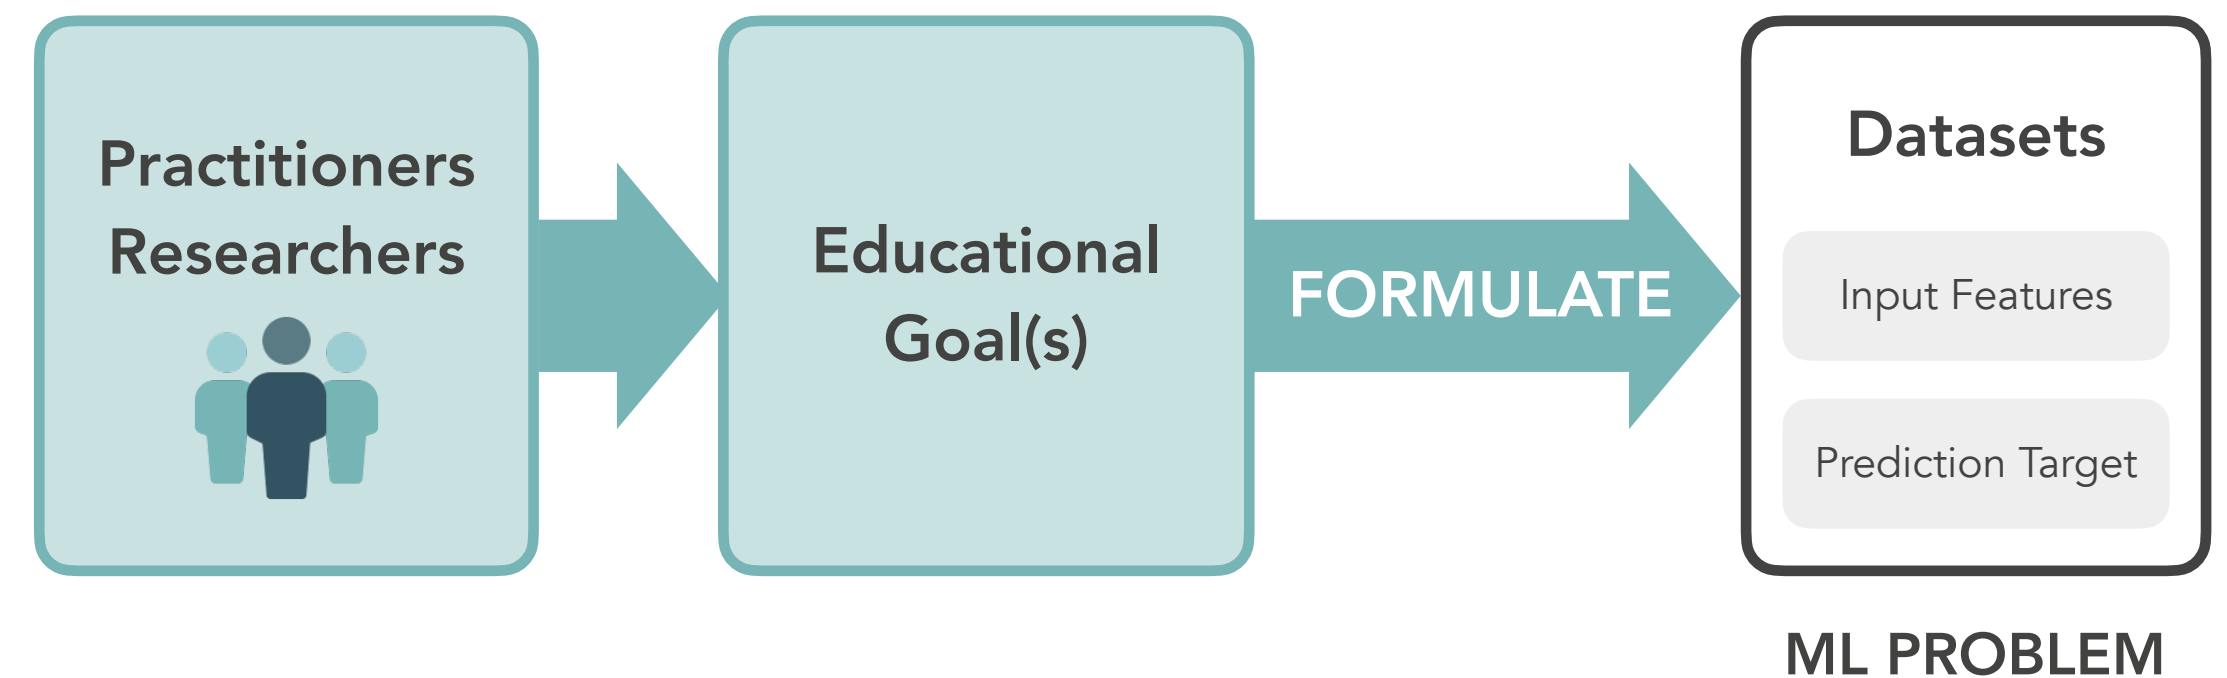 Practitioners
Researchers
Educational
Goal(s)
FORMULATE
Datasets
Input Features
Prediction Target
ML PROBLEM